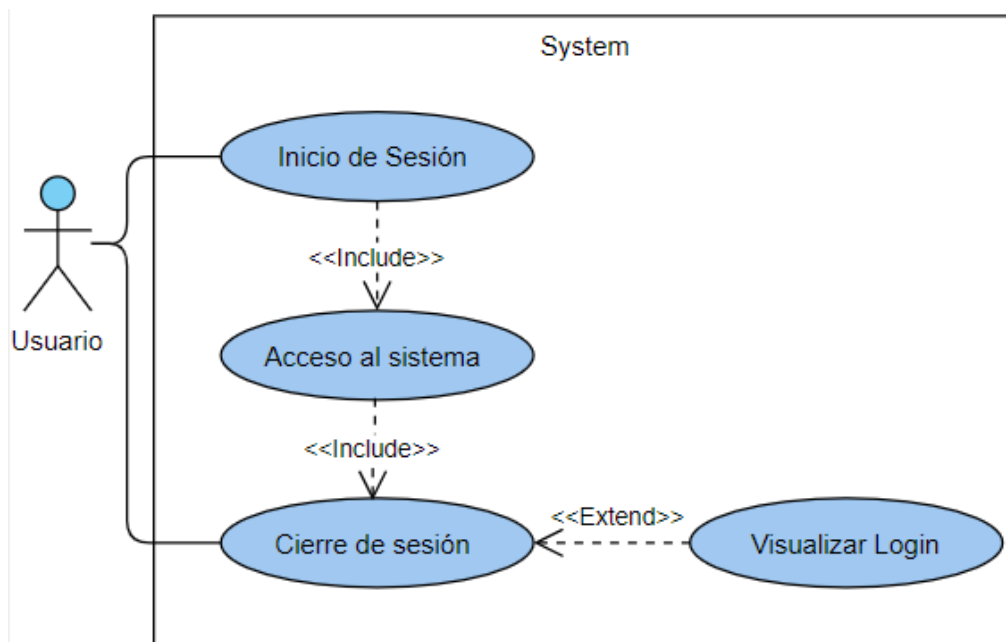 System
Inicio de Sesión
<<Include>>
Usuario
Acceso al sistema
<<Include>>
Cierre de sesión
<<Extend>>
Visualizar Login